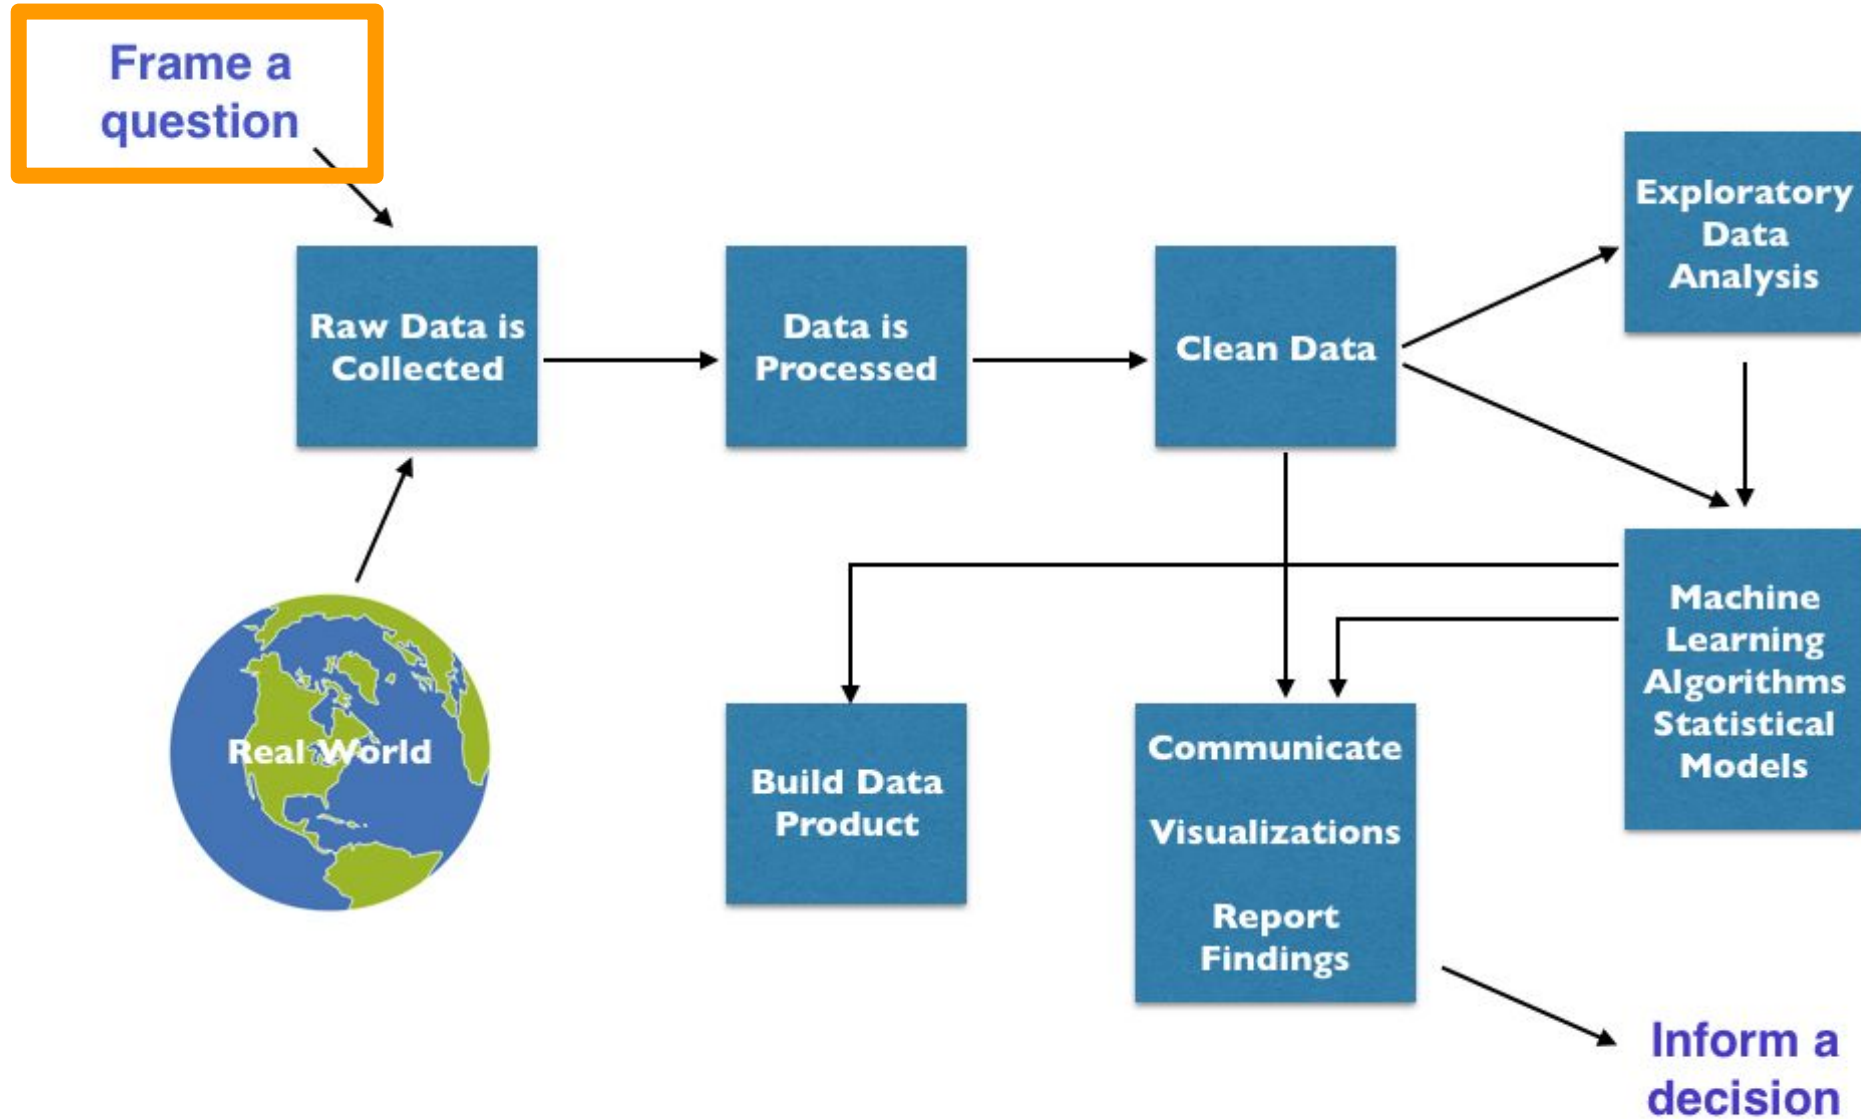 Frame a
question
Raw Data is
Collected
Data is
Processed
Clean Data
Exploratory
Data
Analysis
Machine
Learning
Algorithms
Statistical
Models
Real World
Build Data
Product
Communicate
Visualizations
Report
Findings
Inform a
decision